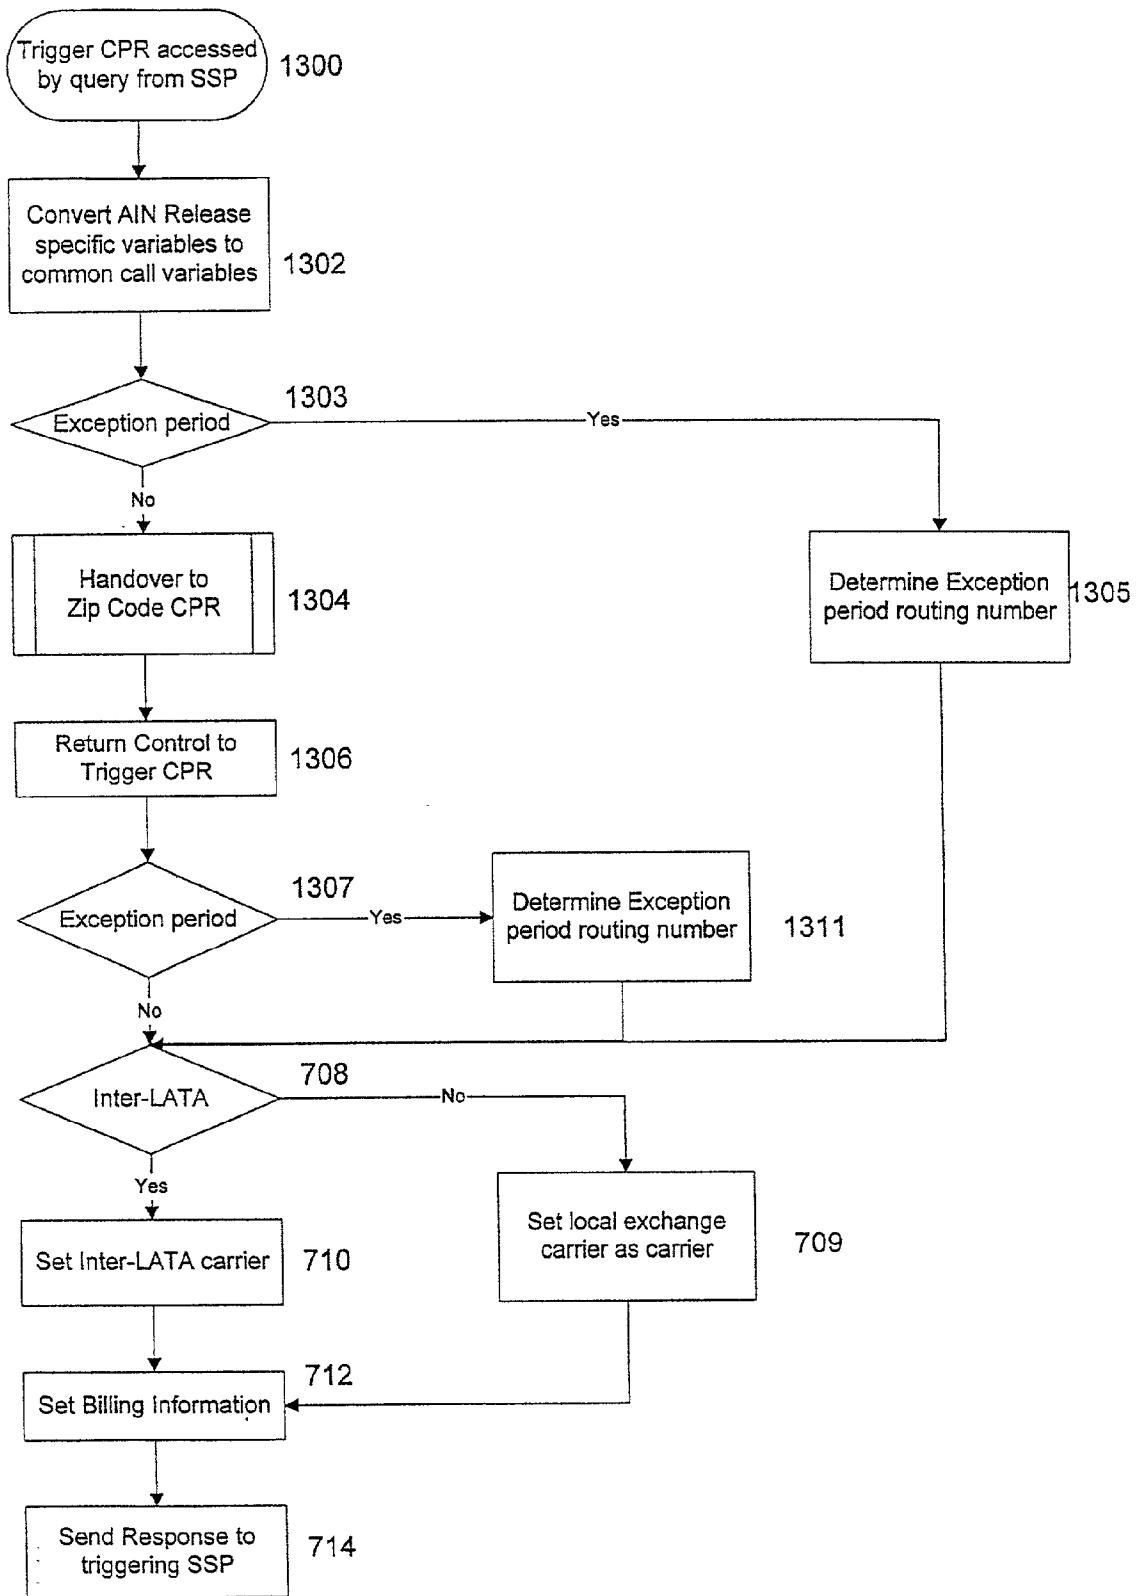 Trigger CPR accessed
by query from SSP
1300
Convert AIN Release
specific variables to
common call variables
1302
Exception period
1303
Yes
No
Handover to
Zip Code CPR
1304
Determine Exception
period routing number
1305
Return Control to
Trigger CPR
1306
Exception period
1307
Yes
Determine Exception
period routing number
1311
No
Inter-LATA
708
No
Yes
Set Inter-LATA carrier
710
Set local exchange
carrier as carrier
709
Set Billing Information
712
Send Response to
triggering SSP
714